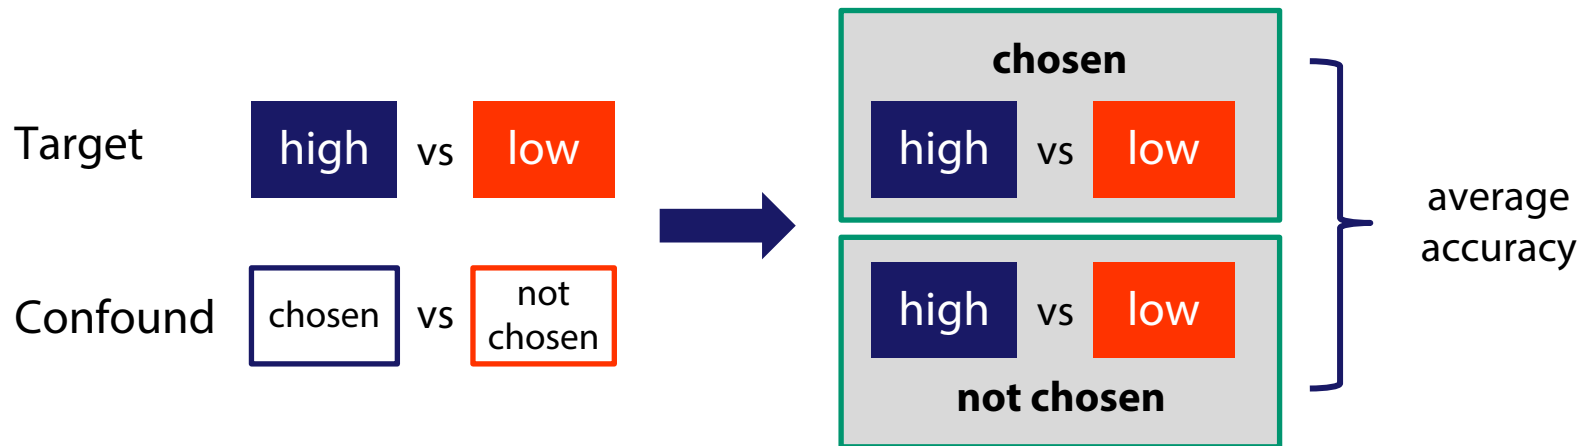 Target
high vs low
Confound
chosen vs not
chosen
chosen
high vs low
high vs low
not chosen
average
accuracy